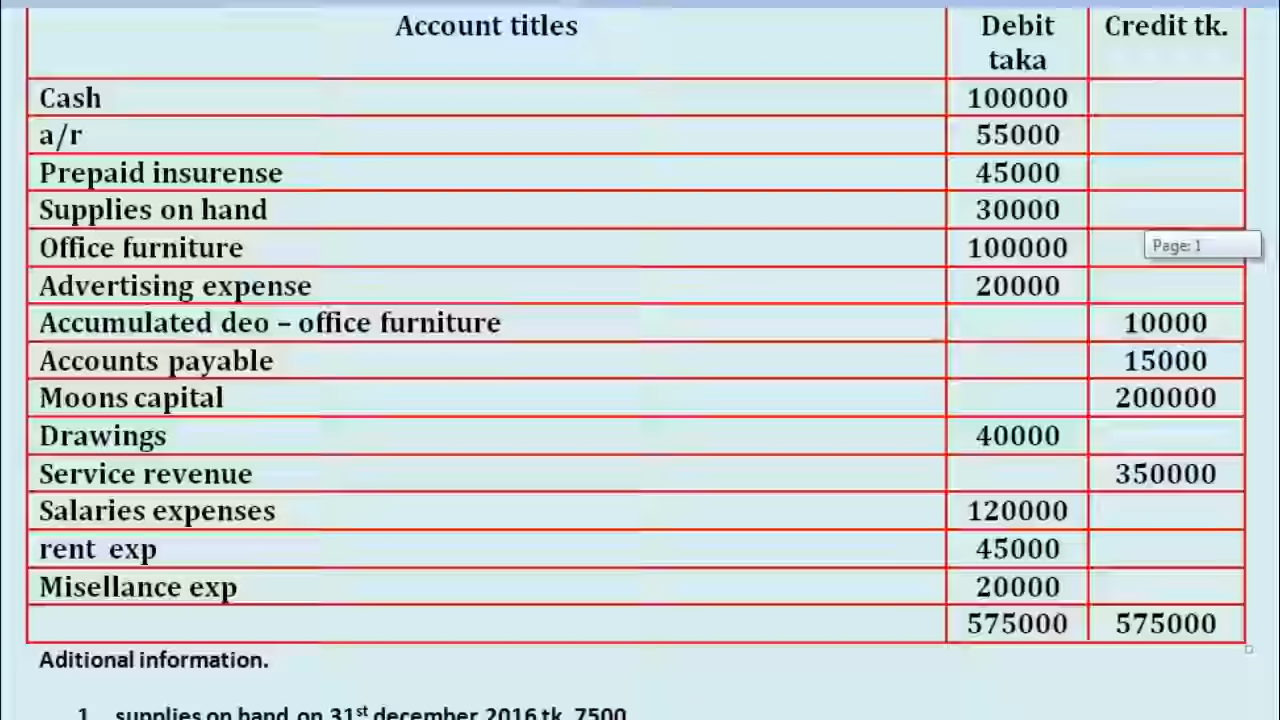 Account titles Debit taka Credit tk.
Cash 100000
a/r 55000
Prepaid insurense 45000
Supplies on hand 30000
Office furniture 100000
Page: 1
Advertising expense 20000
Accumulated deo – office furniture 10000
Accounts payable 15000
Moons capital 200000
Drawings 40000
Service revenue 350000
Salaries expenses 120000
rent exp 45000
Misellance exp 20000
575000 575000
Aditional information.
1. supplies on hand on 31st december 2016 tk. 7500